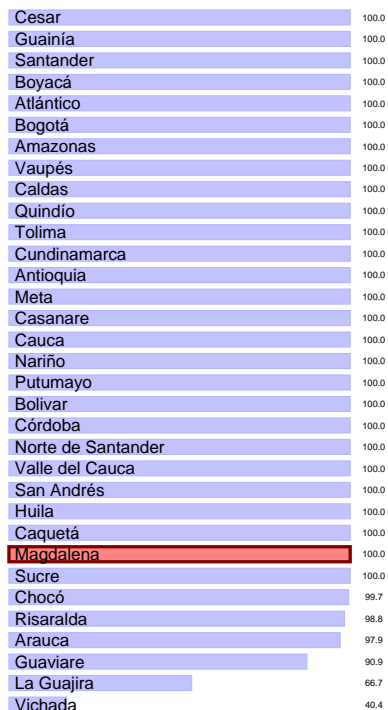 Cesar 100.0
Guainía 100.0
Santander 100.0
Boyacá 100.0
Atlántico 100.0
Bogotá 100.0
Amazonas 100.0
Vaupés 100.0
Caldas 100.0
Quindío 100.0
Tolima 100.0
Cundinamarca 100.0
Antioquia 100.0
Meta 100.0
Casanare 100.0
Cauca 100.0
Nariño 100.0
Putumayo 100.0
Bolivar 100.0
Córdoba 100.0
Norte de Santander 100.0
Valle del Cauca 100.0
San Andrés 100.0
Huila 100.0
Caquetá 100.0
Magdalena 100.0
Sucre 100.0
Chocó 99.7
Risaralda 98.8
Arauca 97.9
Guaviare 90.9
La Guajira 66.7
Vichada 40.4